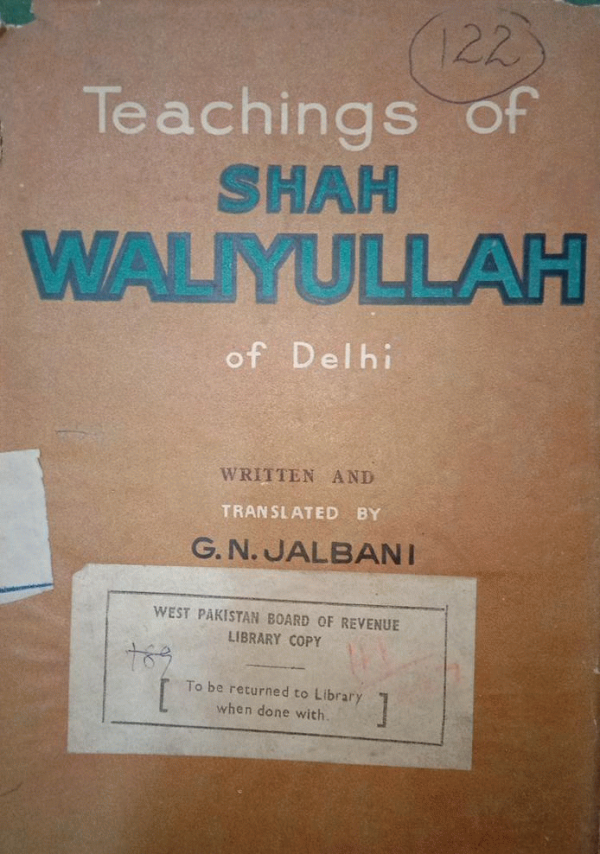 122
Teachings of
SHAH
WALIYULLAH
of Delhi
WRITTEN AND
TRANSLATED BY
G. N. JALBANI
WEST PAKISTAN BOARD OF REVENUE
LIBRARY COPY
169
[ To be returned to Library
when done with. ]